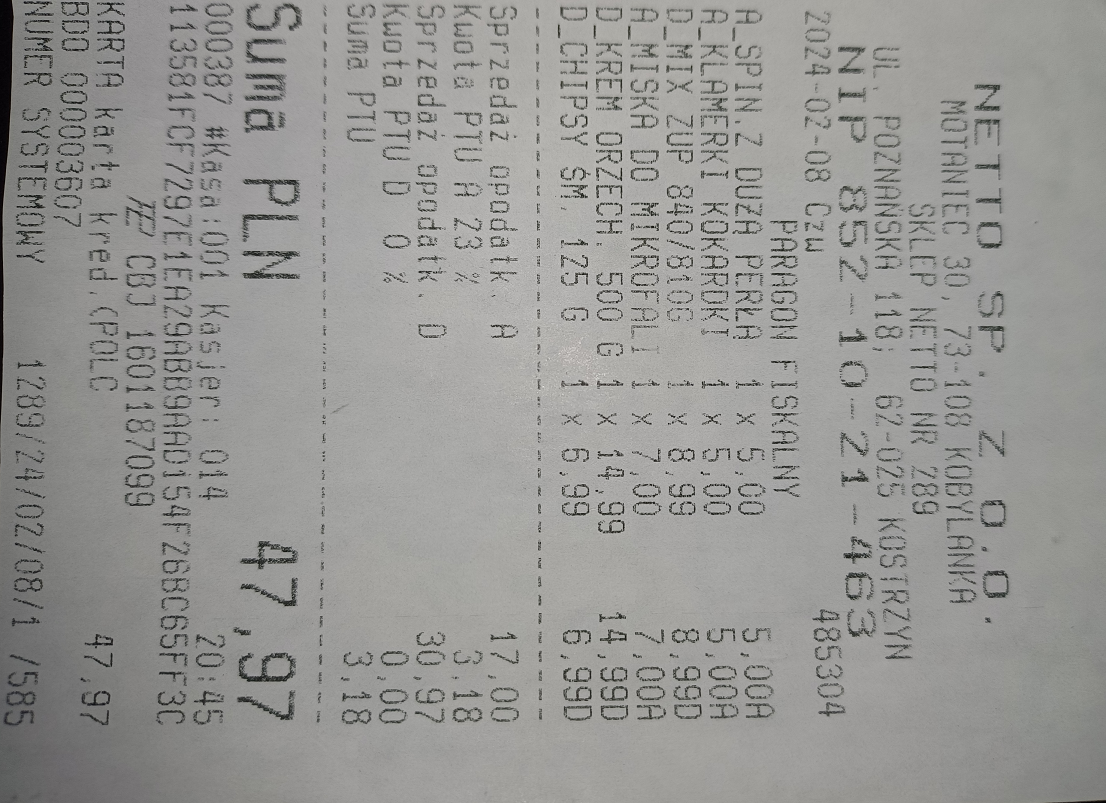 NETTO SP. Z O.O.
MOTANIEC 30, 73-108 KOBYLANKA
SKLEP NETTO NR 289
UL. POZNAŃSKA 118; 62-025 KOSTRZYN
NIP 852-10-21-463
2024-02-08 Czw 485304
PARAGON FISKALNY
A_SPIN.Z DUŻĄ PERŁĄ 1 x 5,00 5,00A
A_KLAMERKI KOKARDKI 1 x 5,00 5,00A
D_MIX ZUP 840/810G 1 x 8,99 8,99D
A_MISKA DO MIKROFALI 1 x 7,00 7,00A
D_KREM ORZECH. 500 G 1 x 14,99 14,99D
D_CHIPSY ŚM. 125 G 1 x 6,99 6,99D
Sprzedaż opodatk. A 17,00
Kwota PTU A 23 % 3,18
Sprzedaż opodatk. D 30,97
Kwota PTU D 0 % 0,00
Suma PTU 3,18
Suma PLN 47,97
000387 #Kasa:001 Kasjer: 014 20:45
113581FCF7297E1EA29ABB9AAD154F26BC65FF3C
CBJ 1601187099
KARTA karta kred.(POLC 47,97
BDO 000003607
NUMER SYSTEMOWY 1289/24/02/08/1 /585